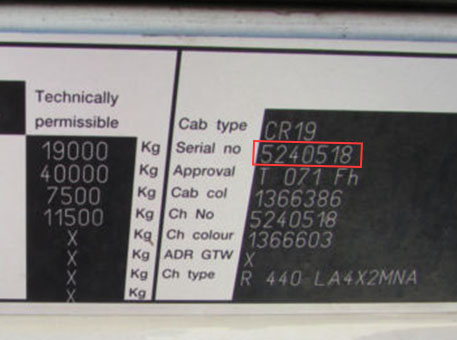 Technically
permissible
19000 Kg
40000 Kg
7500 Kg
11500 Kg
X Kg
X Kg
X Kg
X Kg
Cab type CR19
Serial no 5240518
Approval T 071 Fh
Cab col 1366386
Ch No 5240518
Ch colour 1366603
ADR GTW X
Ch type R 440 LA4X2MNA